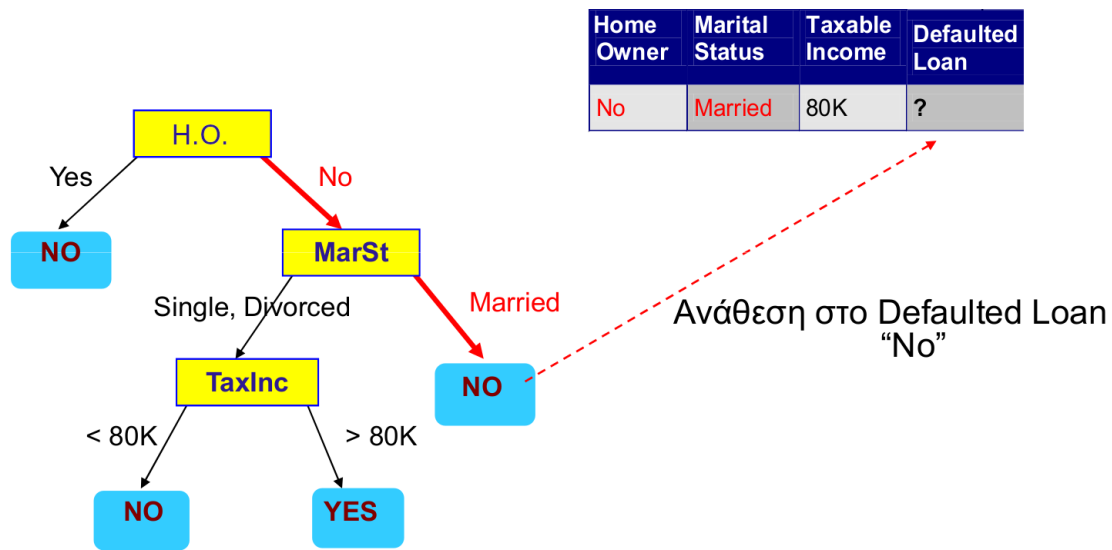 Home Owner
Marital Status
Taxable Income
Defaulted Loan
No
Married
80K
?
H.O.
Yes
No
NO
MarSt
Single, Divorced
Married
Ανάθεση στο Defaulted Loan
“No”
TaxInc
NO
< 80K
> 80K
NO
YES